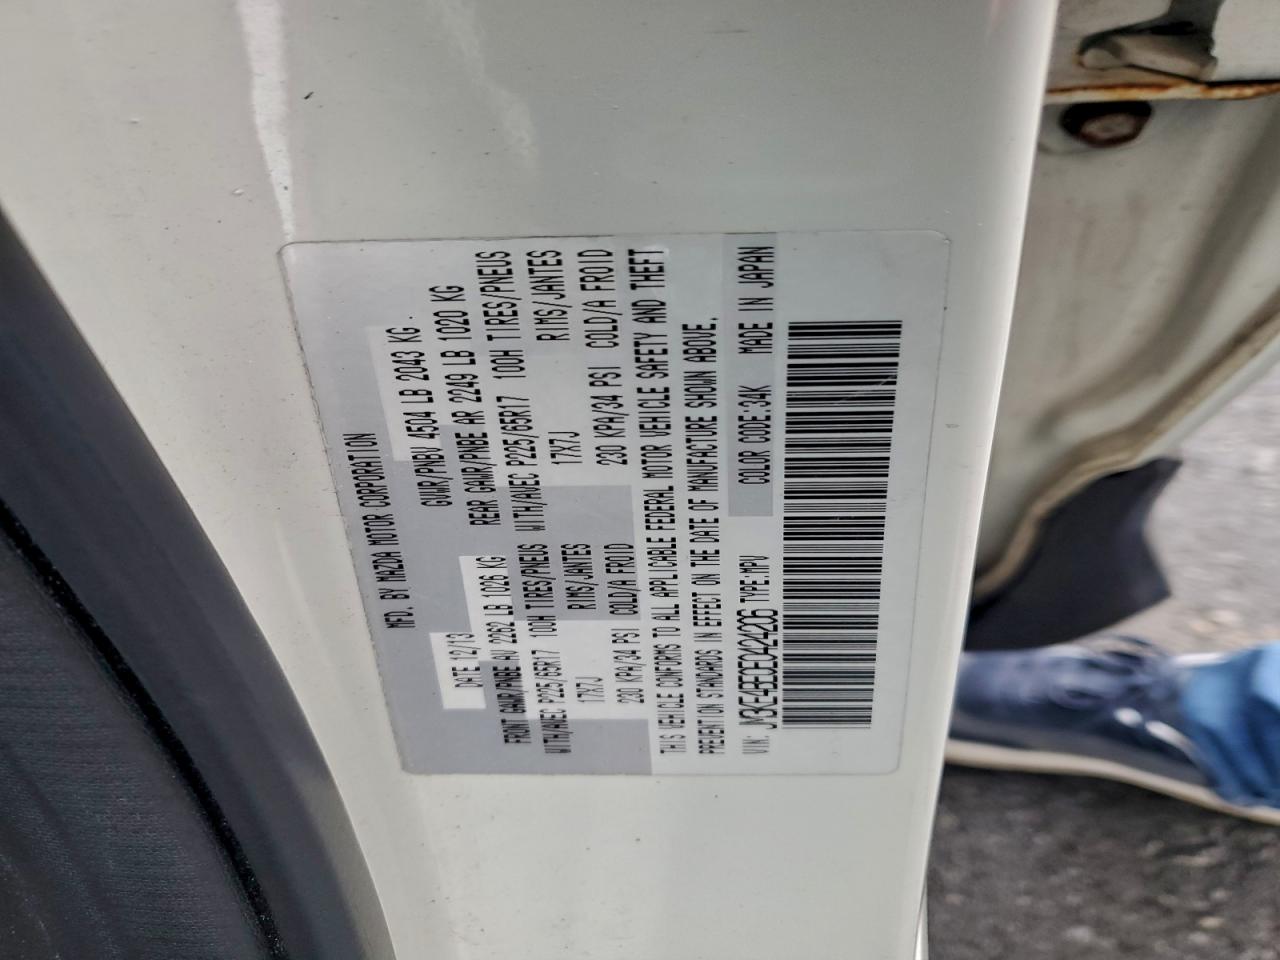 MFD. BY MAZDA MOTOR CORPORATION
DATE 12/13 GVWR/PNBV 4504 LB 2043 KG
FRONT GAWR/PNBE AV 2262 LB 1026 KG REAR GAWR/PNBE AR 2249 LB 1020 KG
WITH/AVEC P225/65R17 100H TIRES/PNEUS WITH/AVEC P225/65R17 100H TIRES/PNEUS
17X7J RIMS/JANTES 17X7J RIMS/JANTES
230 KPA/34 PSI COLD/A FROID 230 KPA/34 PSI COLD/A FROID
THIS VEHICLE CONFORMS TO ALL APPLICABLE FEDERAL MOTOR VEHICLE SAFETY AND THEFT
PREVENTION STANDARDS IN EFFECT ON THE DATE OF MANUFACTURE SHOWN ABOVE.
VIN: JM3KE4BE0E0424206 TYPE:MPV COLOR CODE:34K MADE IN JAPAN